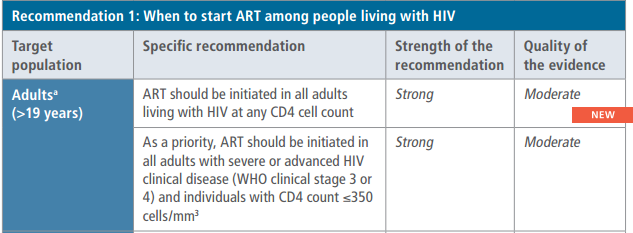 Recommendation 1: When to start ART among people living with HIV
Target
population
Specific recommendation
Strength of the
recommendation
Quality of
the evidence
Adultsᵃ
(>19 years)
ART should be initiated in all adults
living with HIV at any CD4 cell count
Strong
Moderate
NEW
As a priority, ART should be initiated in
all adults with severe or advanced HIV
clinical disease (WHO clinical stage 3 or
4) and individuals with CD4 count ≤350
cells/mm³
Strong
Moderate